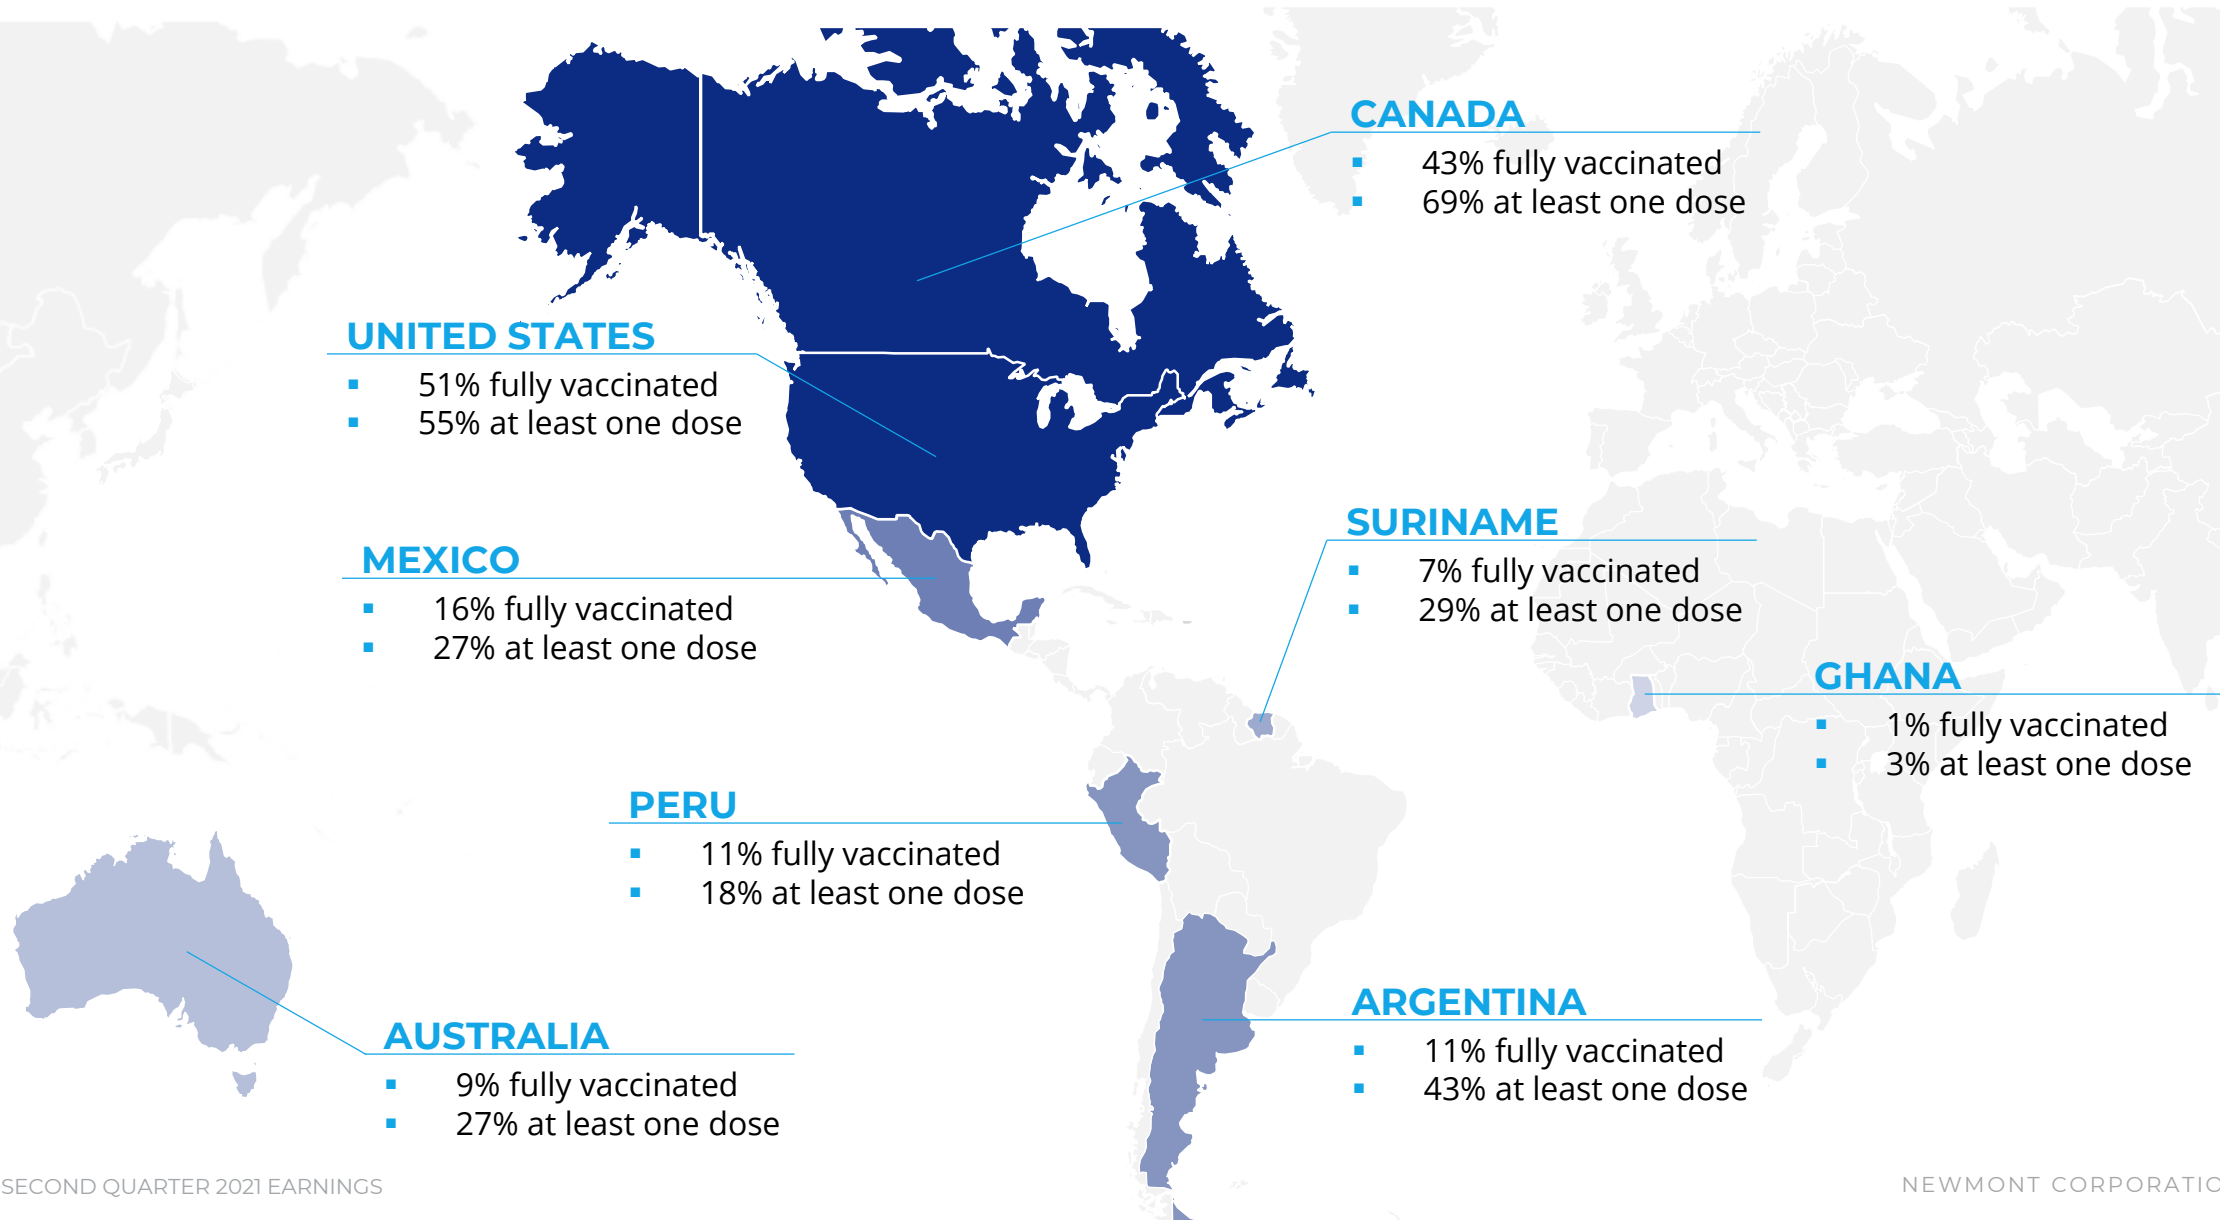 CANADA
43% fully vaccinated
69% at least one dose
UNITED STATES
51% fully vaccinated
55% at least one dose
SURINAME
7% fully vaccinated
29% at least one dose
MEXICO
16% fully vaccinated
27% at least one dose
GHANA
1% fully vaccinated
3% at least one dose
PERU
11% fully vaccinated
18% at least one dose
ARGENTINA
11% fully vaccinated
43% at least one dose
AUSTRALIA
9% fully vaccinated
27% at least one dose
SECOND QUARTER 2021 EARNINGS
NEWMONT CORPORATIO